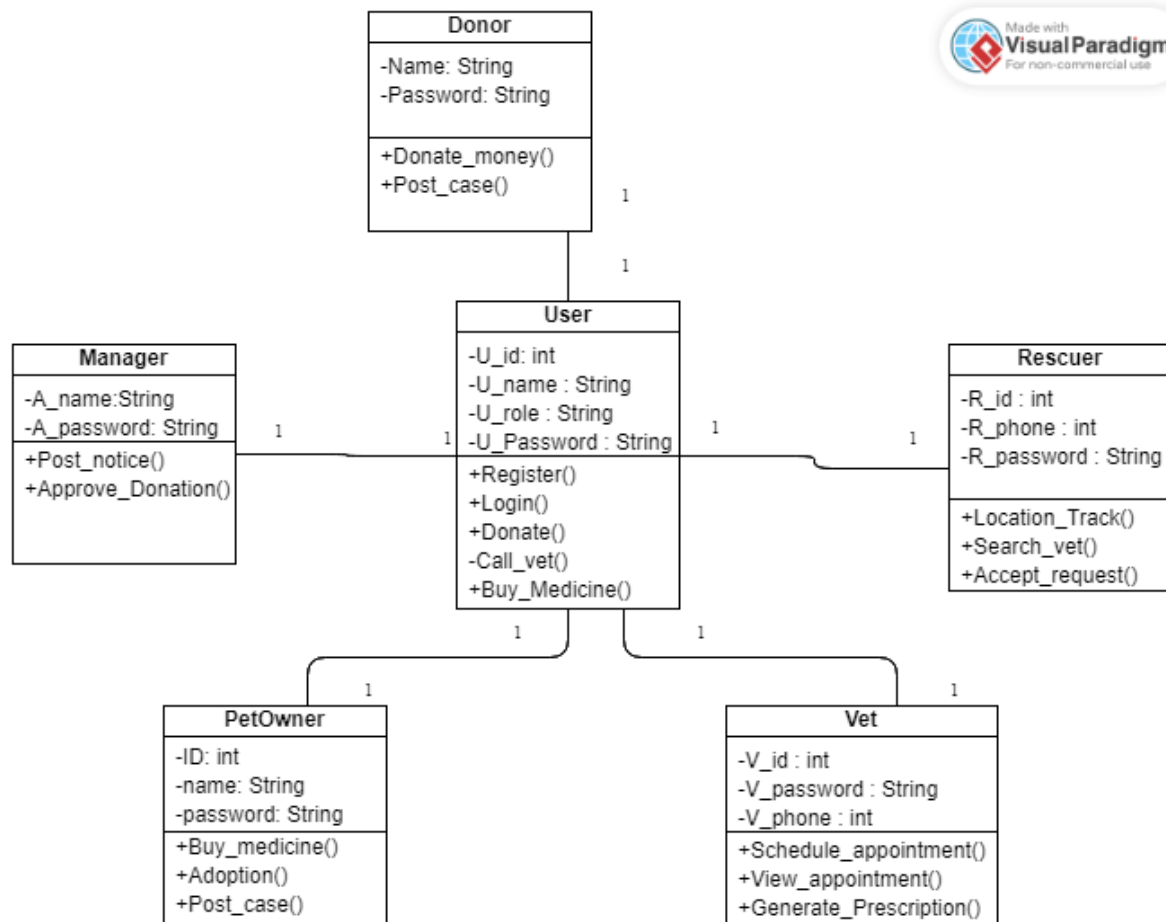 Donor
-Name: String
-Password: String
+Donate_money()
+Post_case()
Made with
Visual Paradigm
For non-commercial use
1
1
User
-U_id: int
-U_name : String
-U_role : String
-U_Password : String
+Register()
+Login()
+Donate()
-Call_vet()
+Buy_Medicine()
Manager
-A_name:String
-A_password: String
+Post_notice()
+Approve_Donation()
1
1
1
1
Rescuer
-R_id : int
-R_phone : int
-R_password : String
+Location_Track()
+Search_vet()
+Accept_request()
1
1
1
1
PetOwner
-ID: int
-name: String
-password: String
+Buy_medicine()
+Adoption()
+Post_case()
Vet
-V_id : int
-V_password : String
-V_phone : int
+Schedule_appointment()
+View_appointment()
+Generate_Prescription()